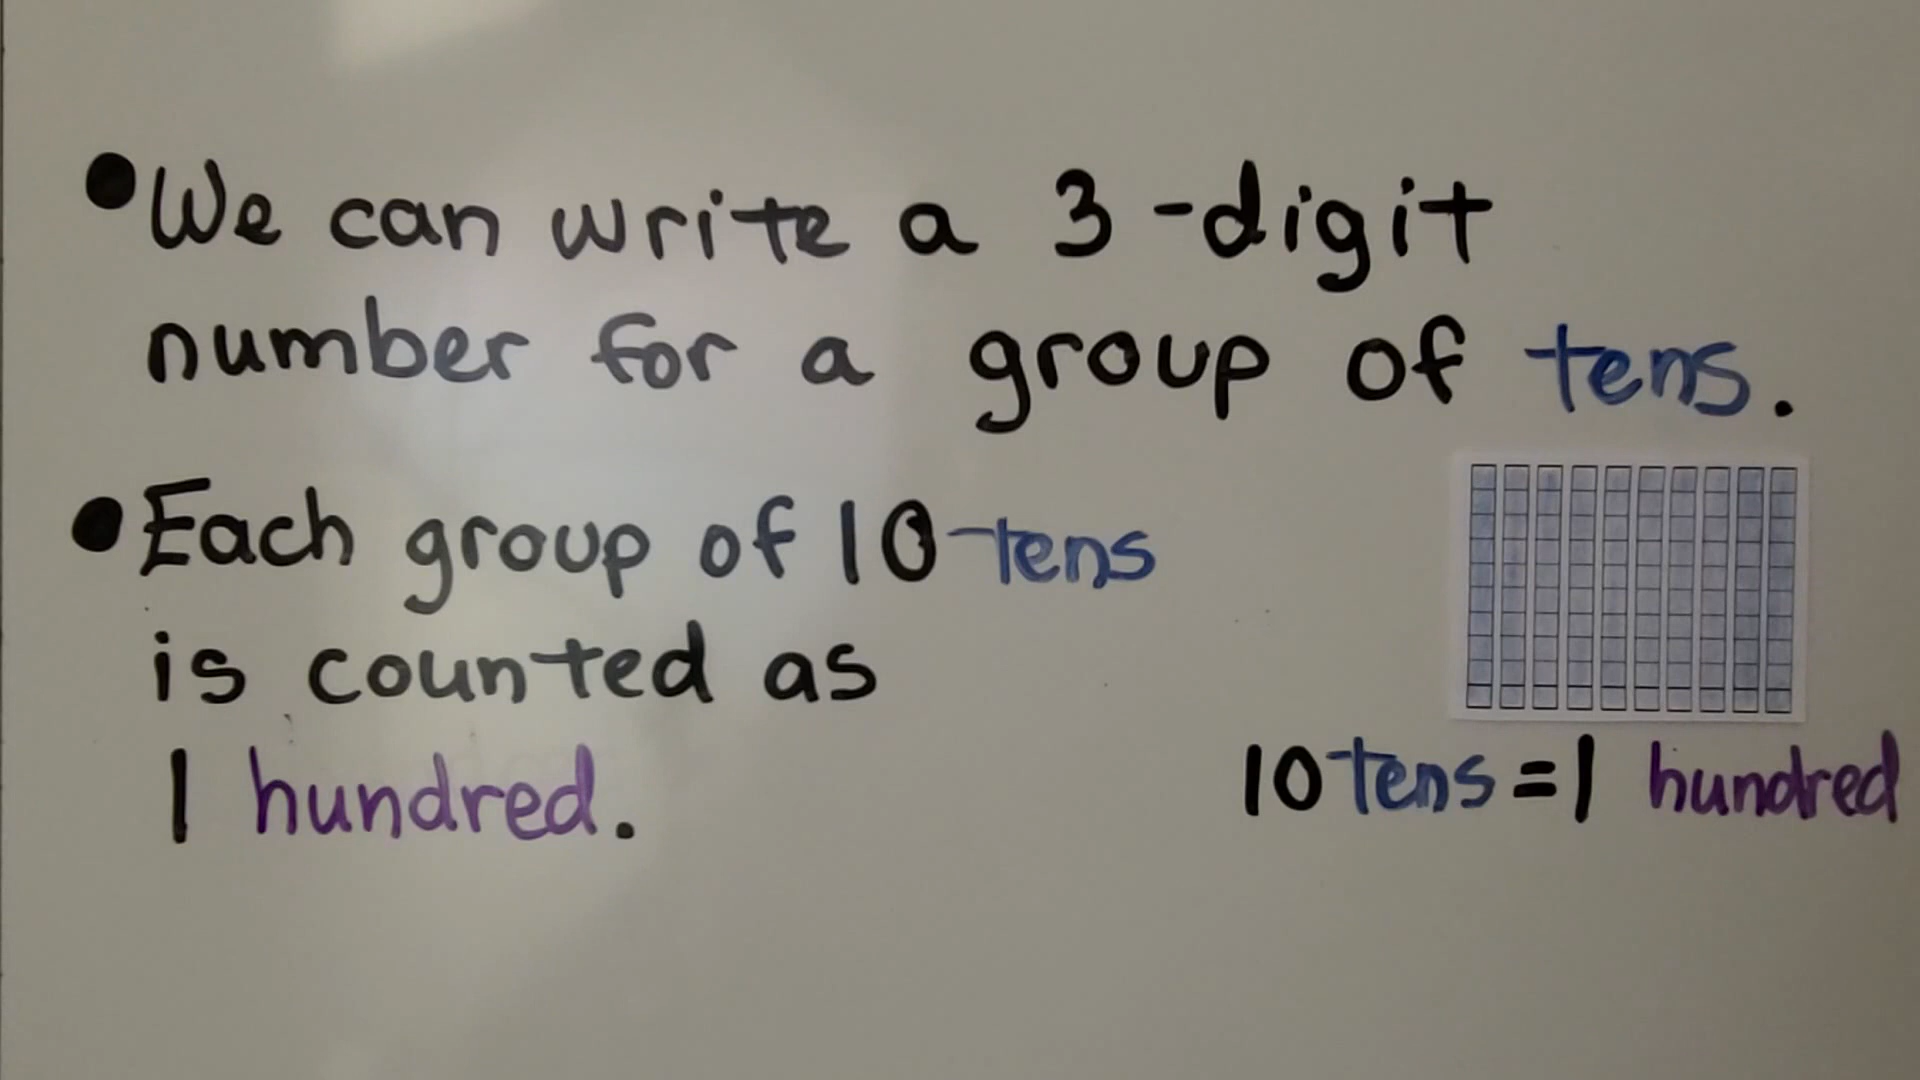 •We can write a 3-digit
number for a group of tens.
•Each group of 10 tens
is counted as
1 hundred.
10 tens = 1 hundred